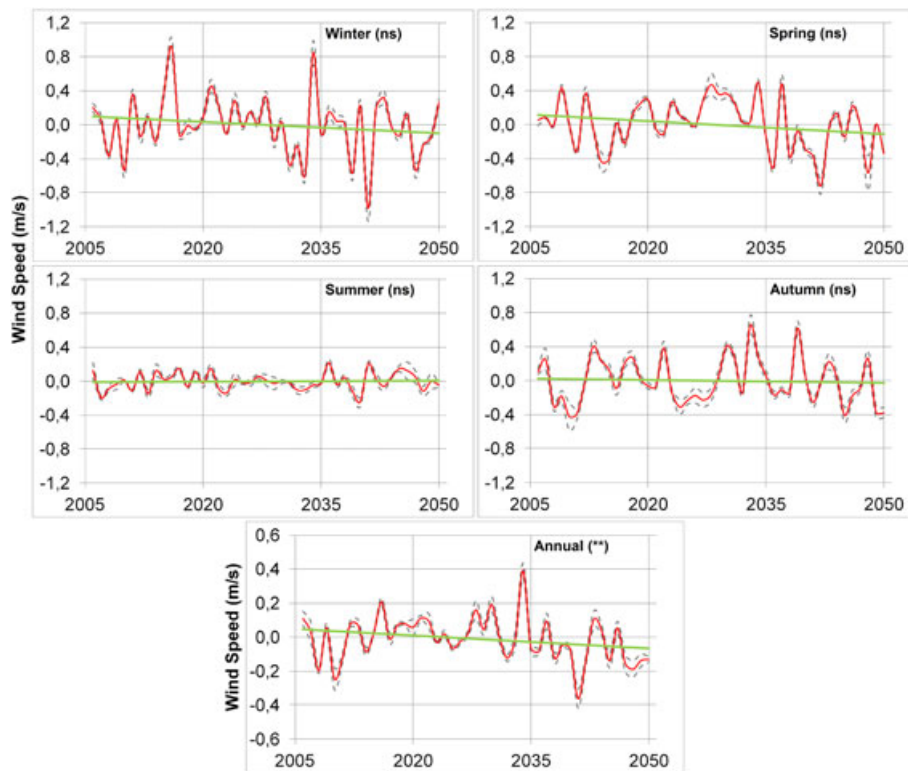 Wind Speed (m/s)
1,2
0,8
0,4
0,0
-0,4
-0,8
-1,2
Winter (ns)
2005 2020 2035 2050
1,2
0,8
0,4
0,0
-0,4
-0,8
-1,2
Spring (ns)
2005 2020 2035 2050
1,2
0,8
0,4
0,0
-0,4
-0,8
-1,2
Summer (ns)
2005 2020 2035 2050
1,2
0,8
0,4
0,0
-0,4
-0,8
-1,2
Autumn (ns)
2005 2020 2035 2050
Wind Speed (m/s)
0,6
0,4
0,2
0,0
-0,2
-0,4
-0,6
Annual (**)
2005 2020 2035 2050